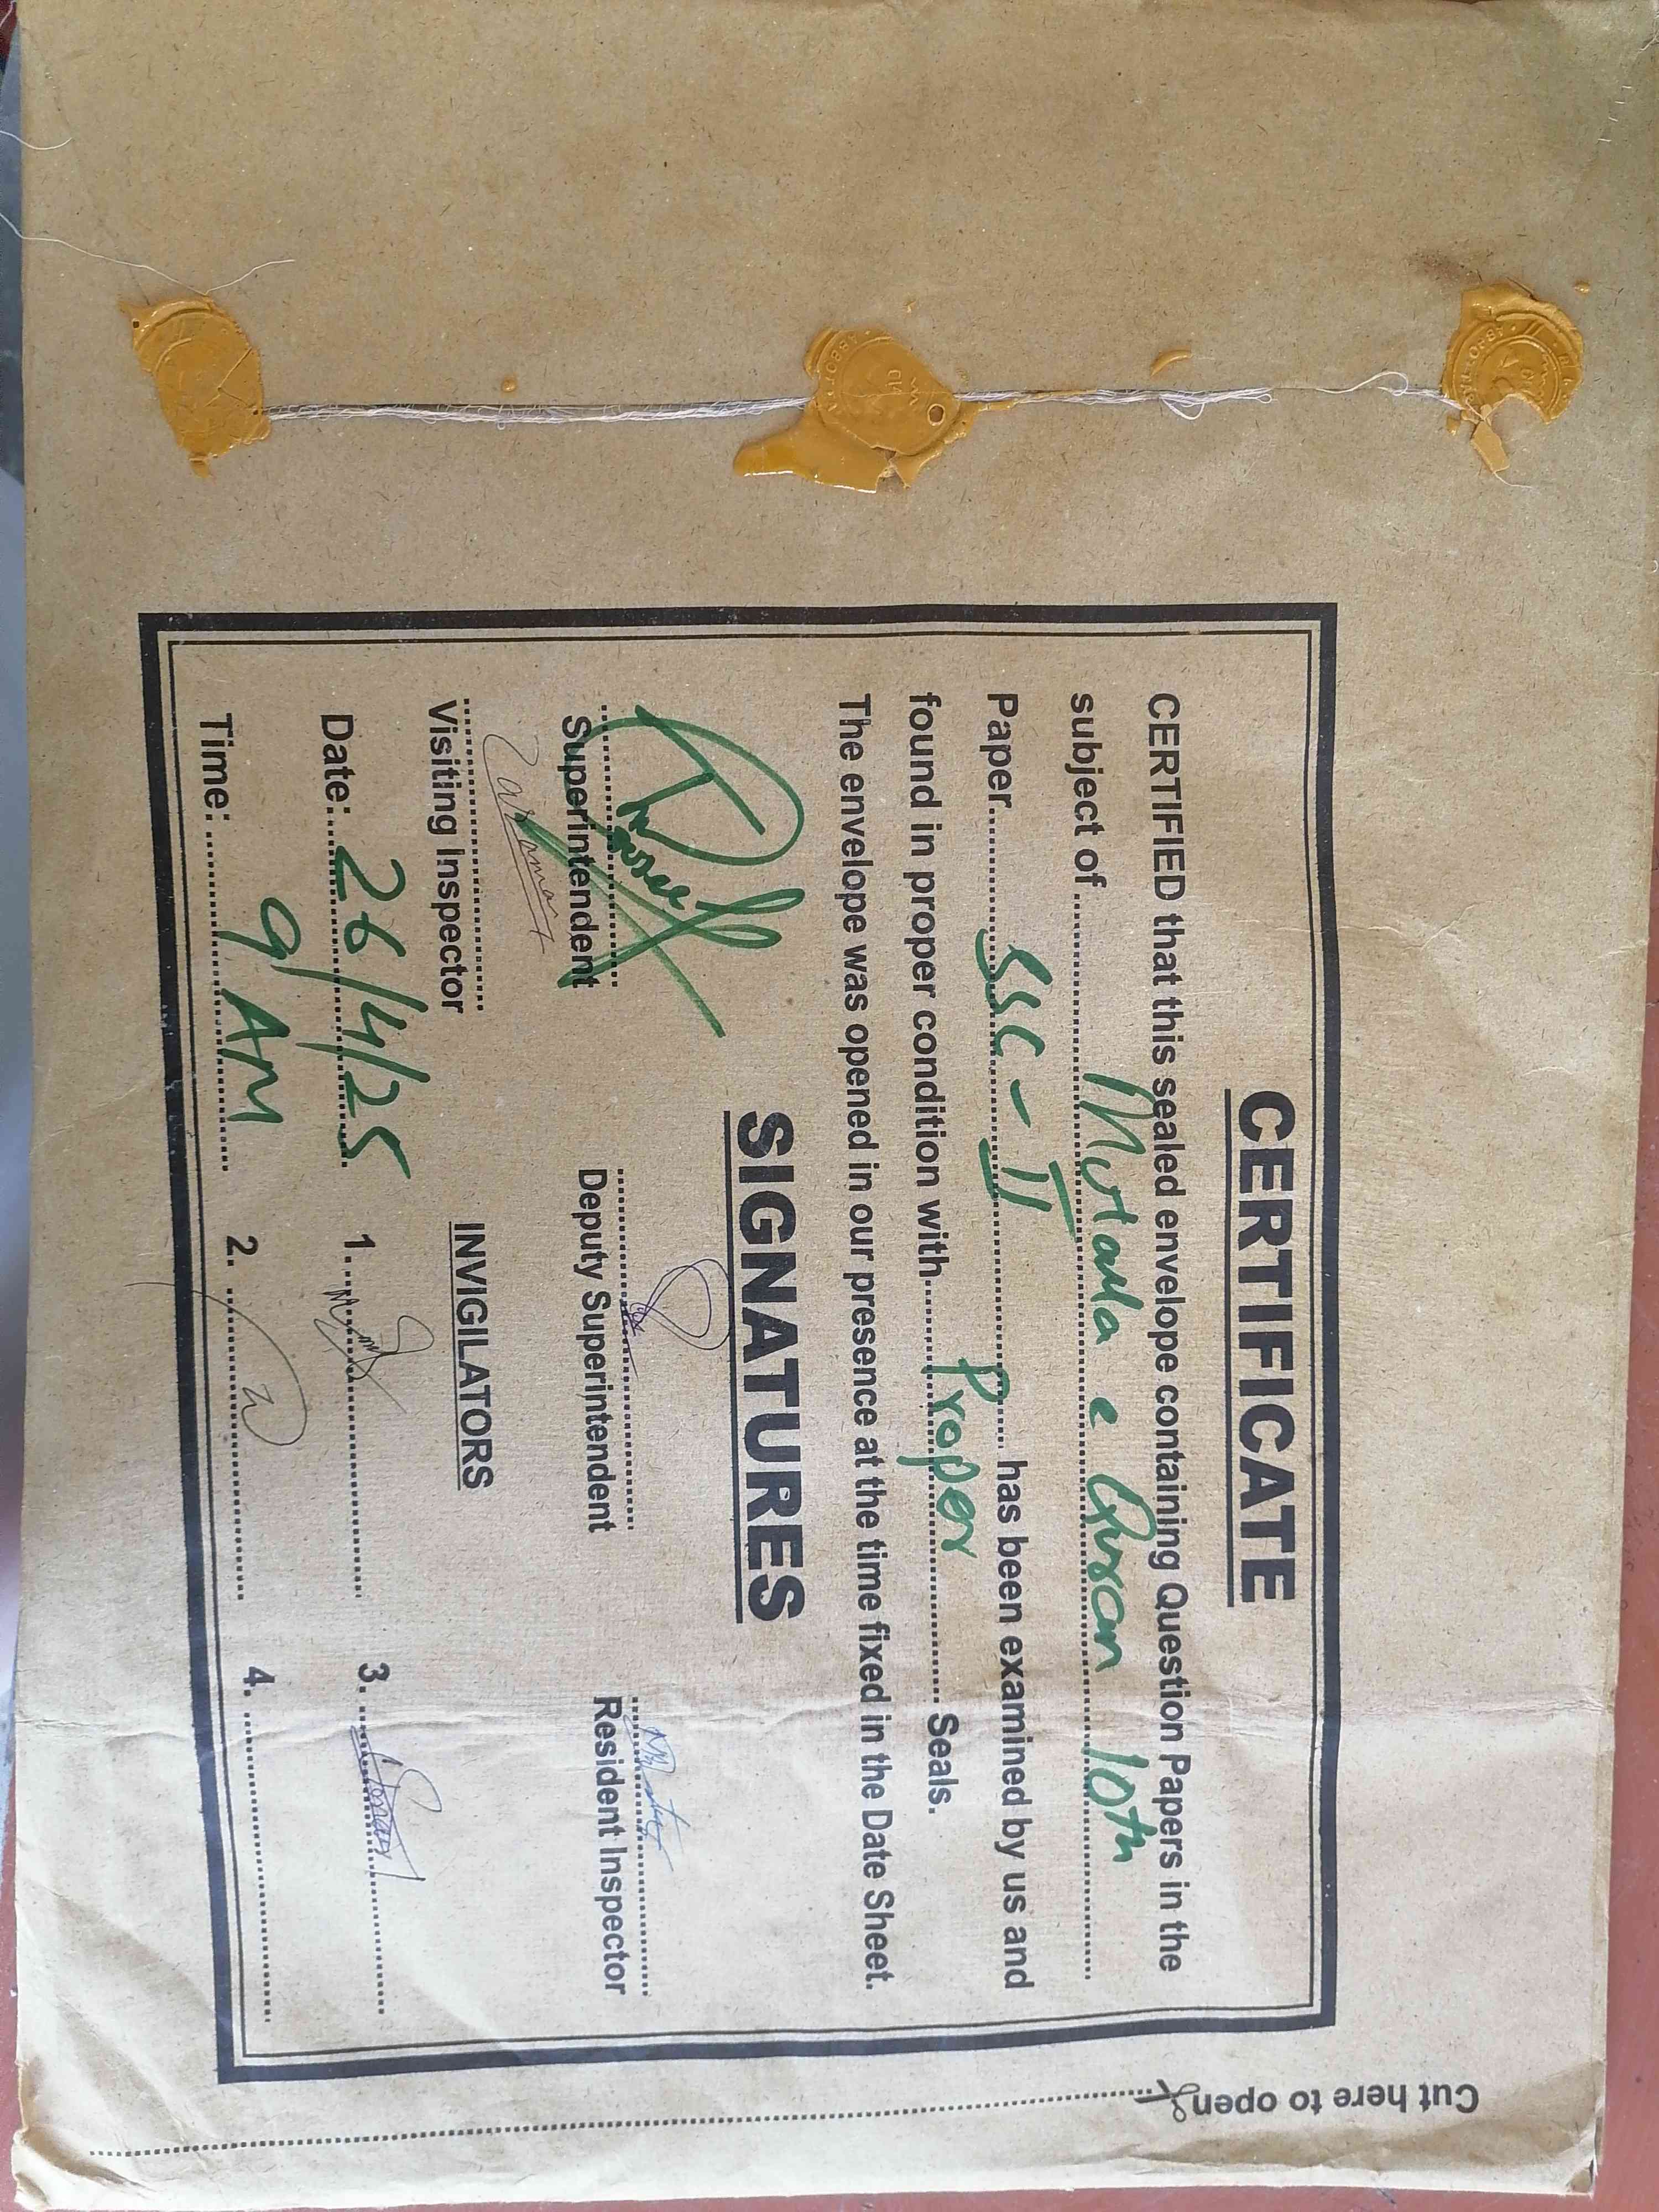 CERTIFICATE
CERTIFIED that this sealed envelope containing Question Papers in the
subject of Mutaula e Quran 10th
Paper SSC - II has been examined by us and
found in proper condition with Proper Seals.
The envelope was opened in our presence at the time fixed in the Date Sheet.
SIGNATURES
Superintendent Deputy Superintendent Resident Inspector
Visiting Inspector INVIGILATORS
Date: 26/4/25 1. 3.
Time: 9 AM 2. 4.
Cut here to open